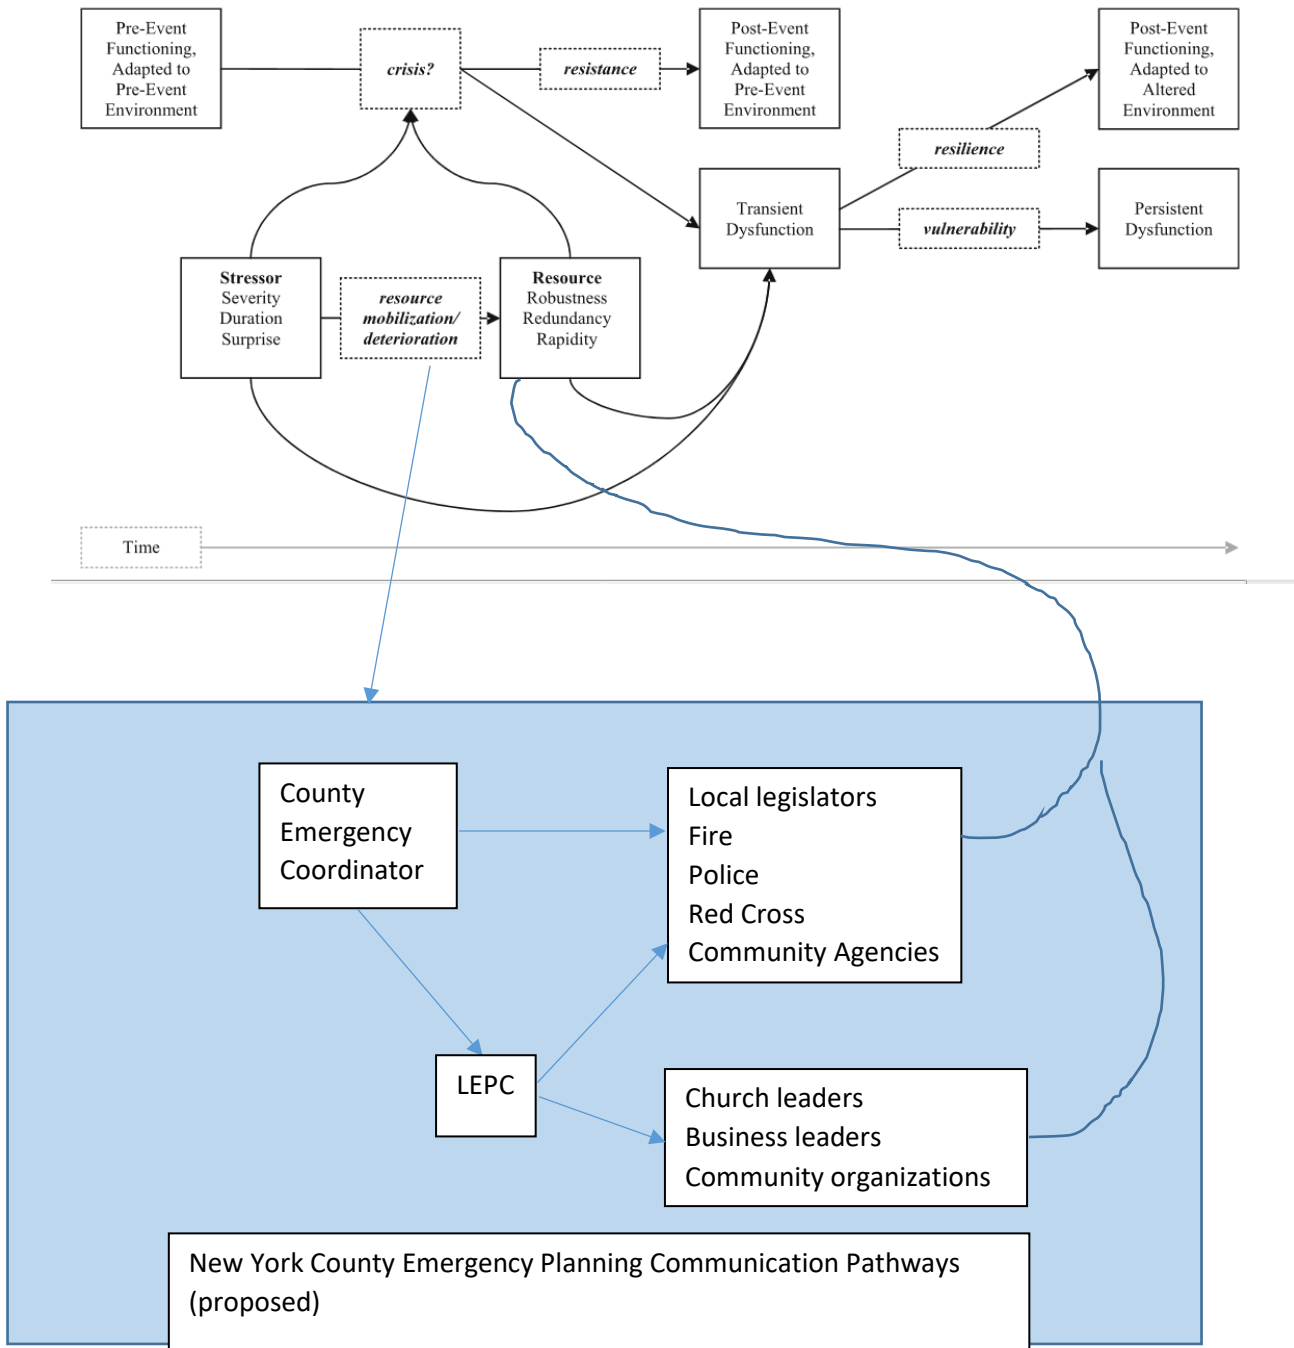 Pre-Event
Functioning,
Adapted to
Pre-Event
Environment
crisis?
resistance
Post-Event
Functioning,
Adapted to
Pre-Event
Environment
Post-Event
Functioning,
Adapted to
Altered
Environment
resilience
Transient
Dysfunction
vulnerability
Persistent
Dysfunction
Stressor
Severity
Duration
Surprise
resource
mobilization/
deterioration
Resource
Robustness
Redundancy
Rapidity
Time
County
Emergency
Coordinator
Local legislators
Fire
Police
Red Cross
Community Agencies
LEPC
Church leaders
Business leaders
Community organizations
New York County Emergency Planning Communication Pathways
(proposed)